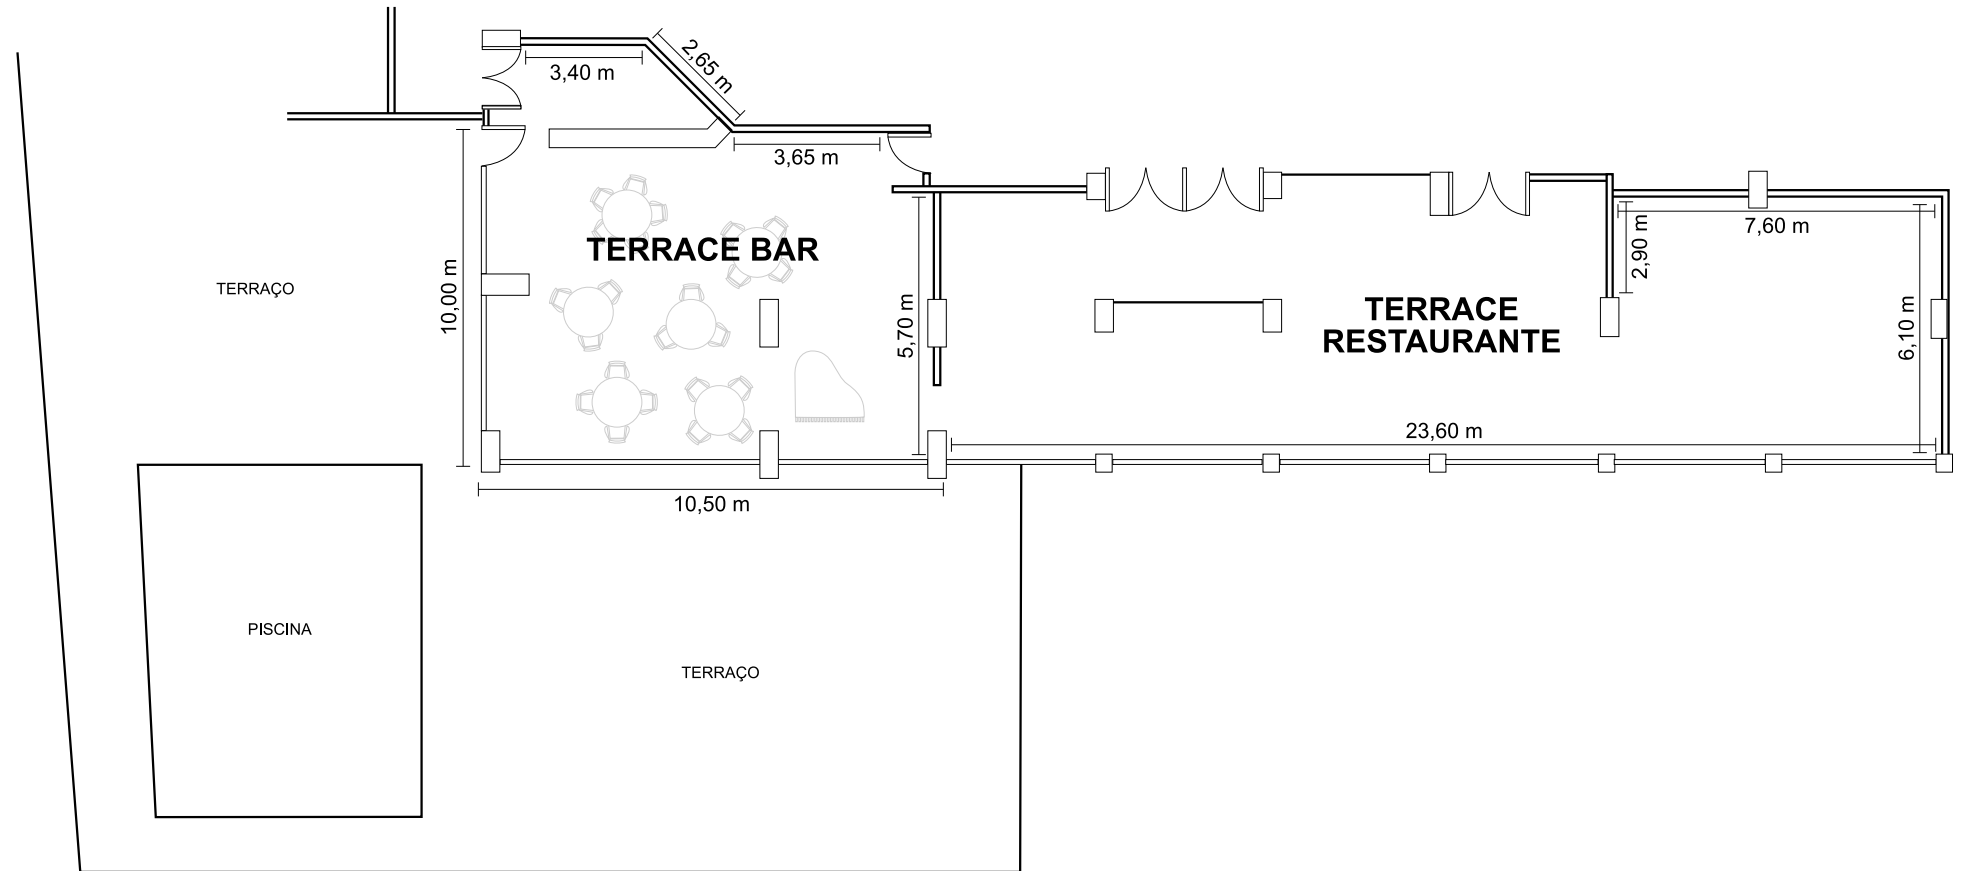 3,40 m
2,65 m
3,65 m
7,60 m
2,90 m
TERRACE BAR
TERRAÇO
10,00 m
5,70 m
TERRACE
RESTAURANTE
6,10 m
23,60 m
10,50 m
PISCINA
TERRAÇO